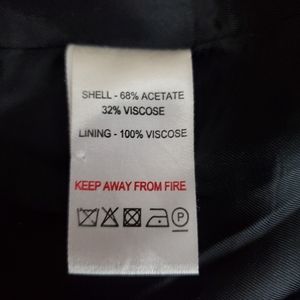 SHELL - 68% ACETATE
32% VISCOSE
LINING - 100% VISCOSE
KEEP AWAY FROM FIRE
P